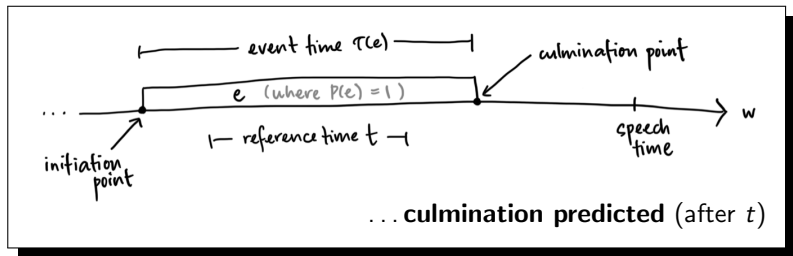 event time τ(e)
culmination point
e (where P(e) = 1)
...
w
reference time t
speech
time
initiation
point
...culmination predicted (after t)